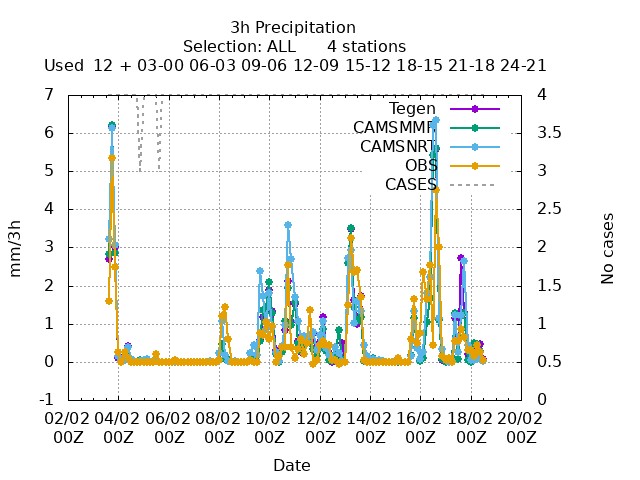 3h Precipitation
Selection: ALL 4 stations
Used 12 + 03-00 06-03 09-06 12-09 15-12 18-15 21-18 24-21
7 4
Tegen
6 CAMSMMF 3.5
CAMSNRT
5 OBS 3
CASES
4 2.5
3 2
2 1.5
1 1
0 0.5
-1 0
mm/3h
No cases
02/02 04/02 06/02 08/02 10/02 12/02 14/02 16/02 18/02 20/02
00Z 00Z 00Z 00Z 00Z 00Z 00Z 00Z 00Z 00Z
Date